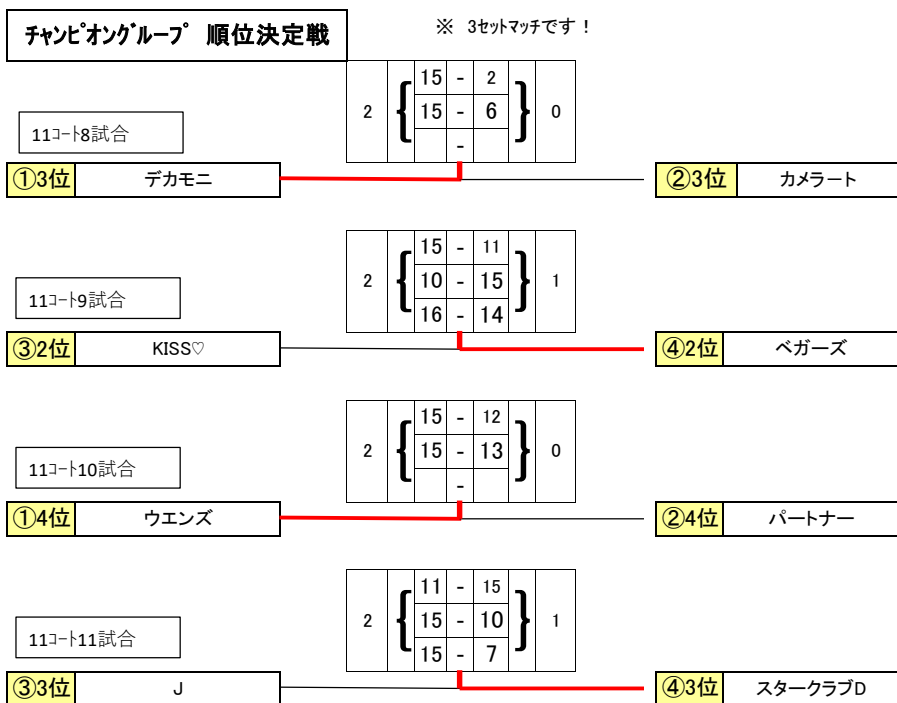 チャンピオングループ 順位決定戦
※ 3セットマッチです！
15 - 2
2 { 15 - 6 } 0
-
11コート8試合
①3位 デカモニ ②3位 カメラート
15 - 11
2 { 10 - 15 } 1
16 - 14
11コート9試合
③2位 KISS♡ ④2位 ベガーズ
15 - 12
2 { 15 - 13 } 0
-
11コート10試合
①4位 ウエンズ ②4位 パートナー
11 - 15
2 { 15 - 10 } 1
15 - 7
11コート11試合
③3位 J ④3位 スタークラブD